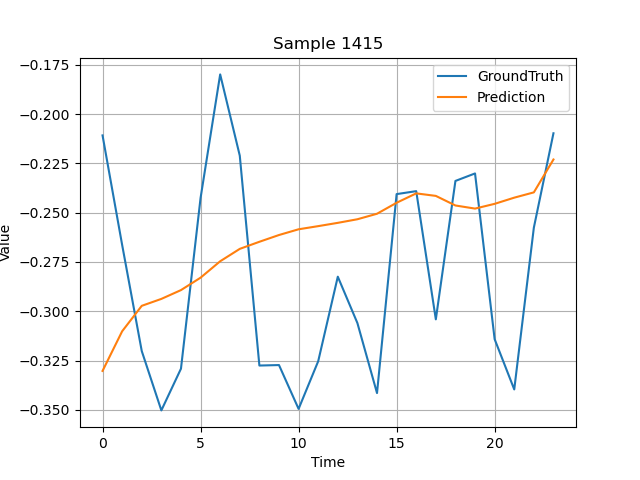 Sample 1415
GroundTruth
Prediction
−0.175
−0.200
−0.225
−0.250
−0.275
−0.300
−0.325
−0.350
Value
0 5 10 15 20
Time